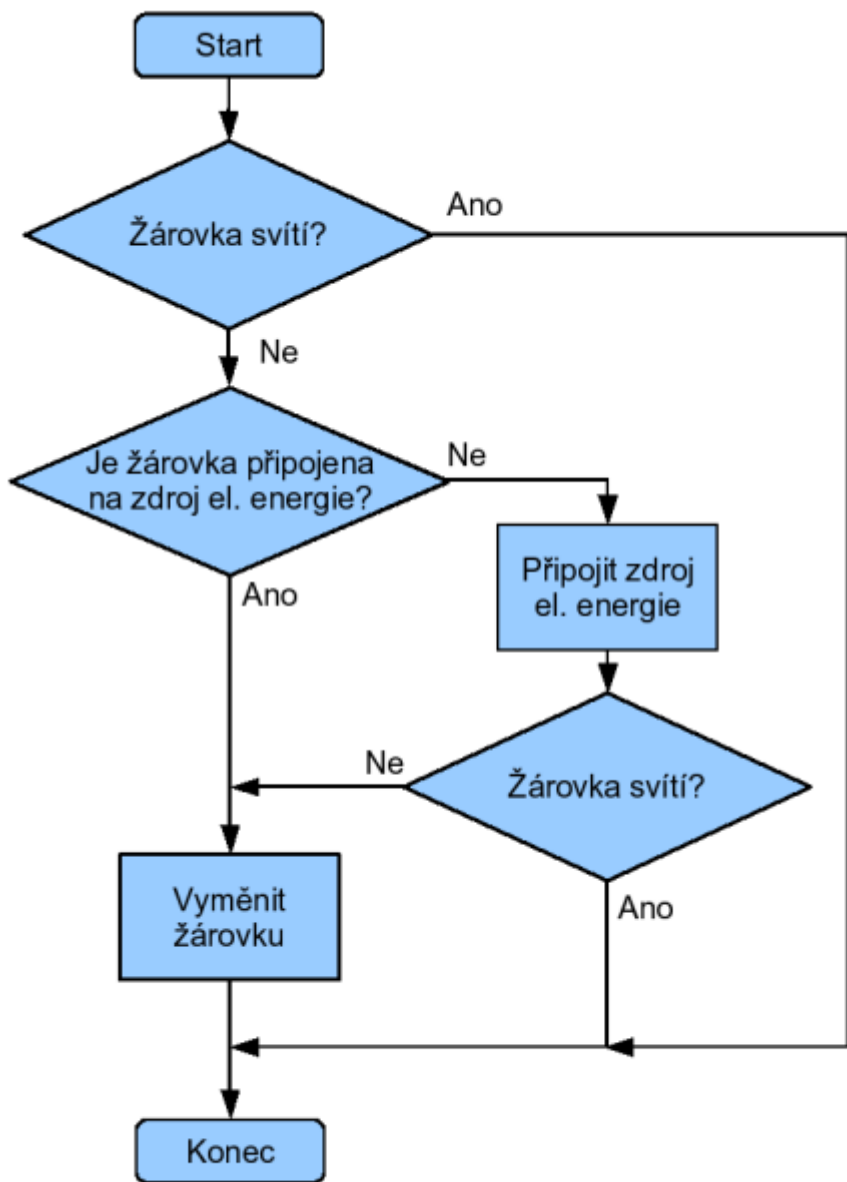 Start
Žárovka svítí?
Ano
Ne
Je žárovka připojena
na zdroj el. energie?
Ne
Ano
Připojit zdroj
el. energie
Žárovka svítí?
Ne
Ano
Vyměnit
žárovku
Konec